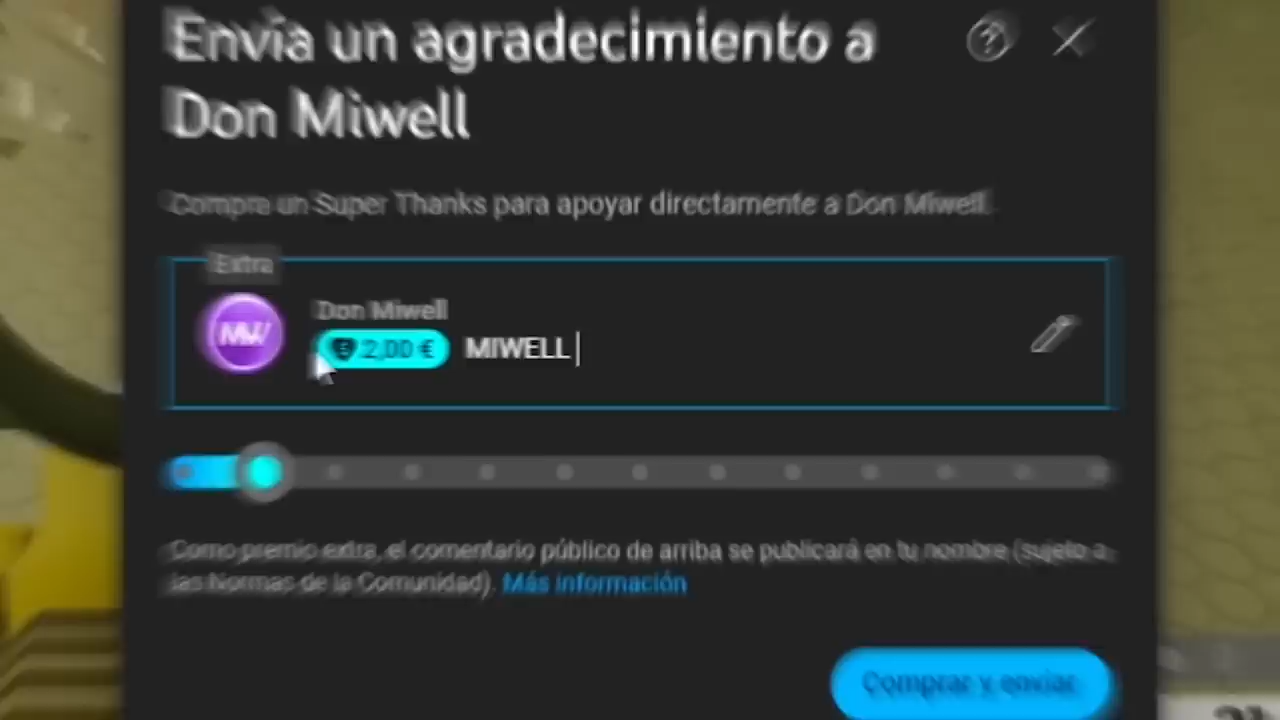 Envía un agradecimiento a
Don Miwell
Compra un Super Thanks para apoyar directamente a Don Miwell.
Extra
MW
Don Miwell
2,00 €
MIWELL
Como premio extra, el comentario público de arriba se publicará en tu nombre (sujeto a
las Normas de la Comunidad). Más información
Comprar y enviar